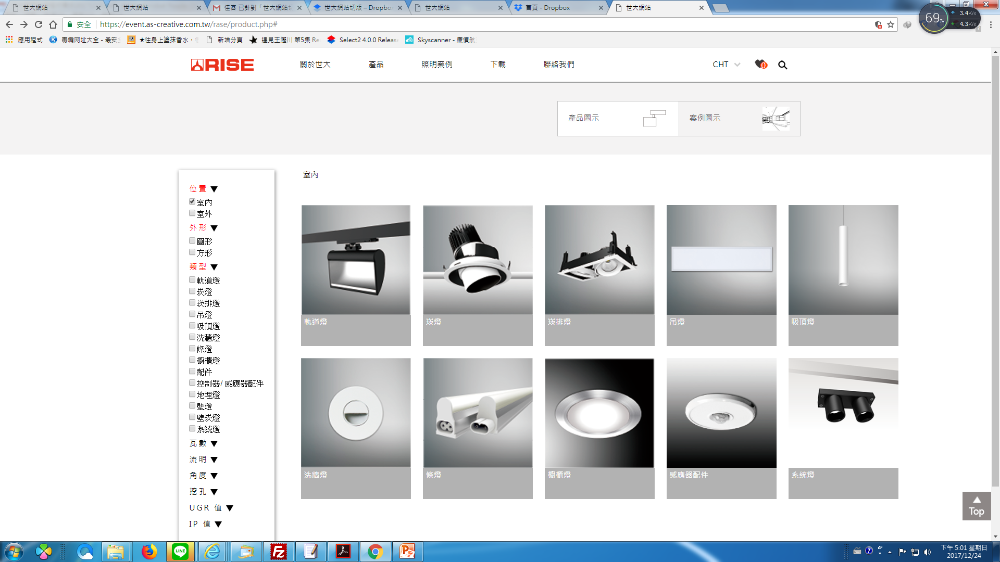 世大網站
世大網站
佳容 已針對「世大網站切
世大網站切版 – Dropbo
世大網站
首頁 - Dropbox
世大網站
安全
https://event.as-creative.com.tw/rase/product.php#
69%
3.4K/s
4.3K/s
應用程式
毒霸网址大全 - 最安全
★往身上塗抹香水，很
新增分頁
遇見王瀝川 第5集 Re
Select2 4.0.0 Release
Skyscanner - 廉價航
RISE
關於世大
產品
照明案例
下載
聯絡我們
CHT
0
產品圖示
案例圖示
室內
位置 ▼
室內
室外
外形 ▼
圓形
方形
類型 ▼
軌道燈
崁燈
崁排燈
吊燈
吸頂燈
洗牆燈
條燈
櫥櫃燈
配件
控制器/ 感應器配件
地埋燈
壁燈
壁崁燈
系統燈
瓦數 ▼
流明 ▼
角度 ▼
挖孔 ▼
UGR 值 ▼
IP 值 ▼
軌道燈
崁燈
崁排燈
吊燈
吸頂燈
洗牆燈
條燈
櫥櫃燈
感應器配件
系統燈
Top
LINE
下午 5:01 星期日
2017/12/24